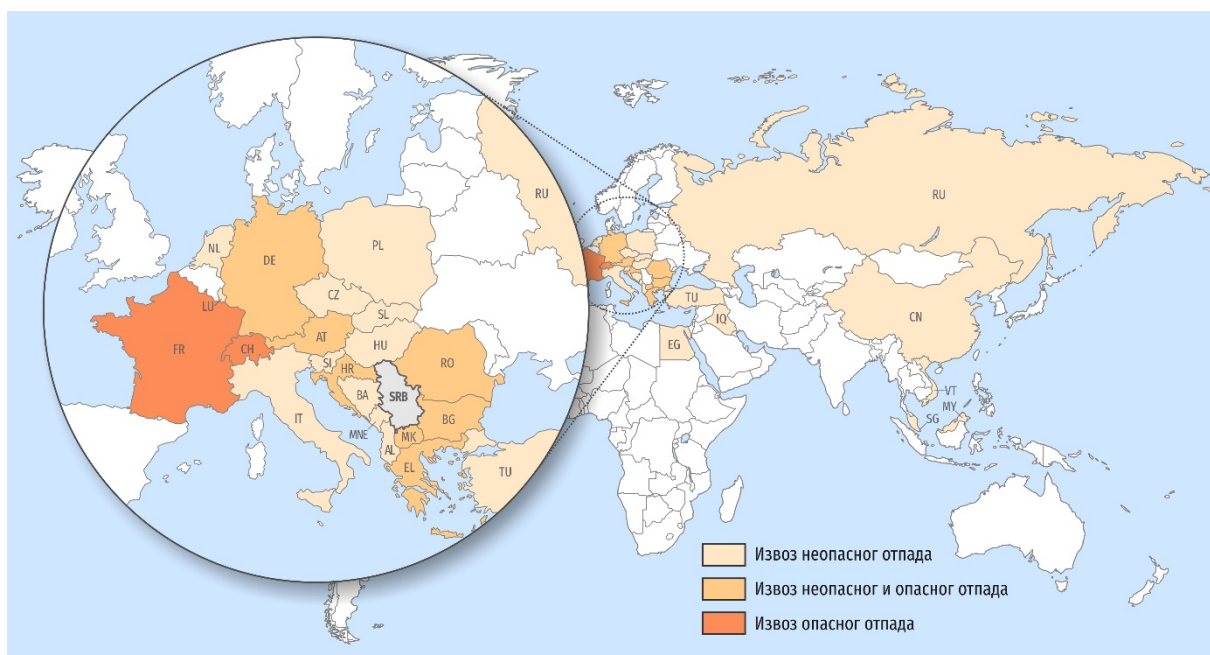 RU
NL
PL
DE
CZ
LU
SL
AT
FR
CH
HU
SI
HR
RO
BA
SRB
IT
BG
MNE
MK
AL
EL
TU
RU
TU
IQ
CN
EG
VT
MY
SG
Извоз неопасног отпада
Извоз неопасног и опасног отпада
Извоз опасног отпада